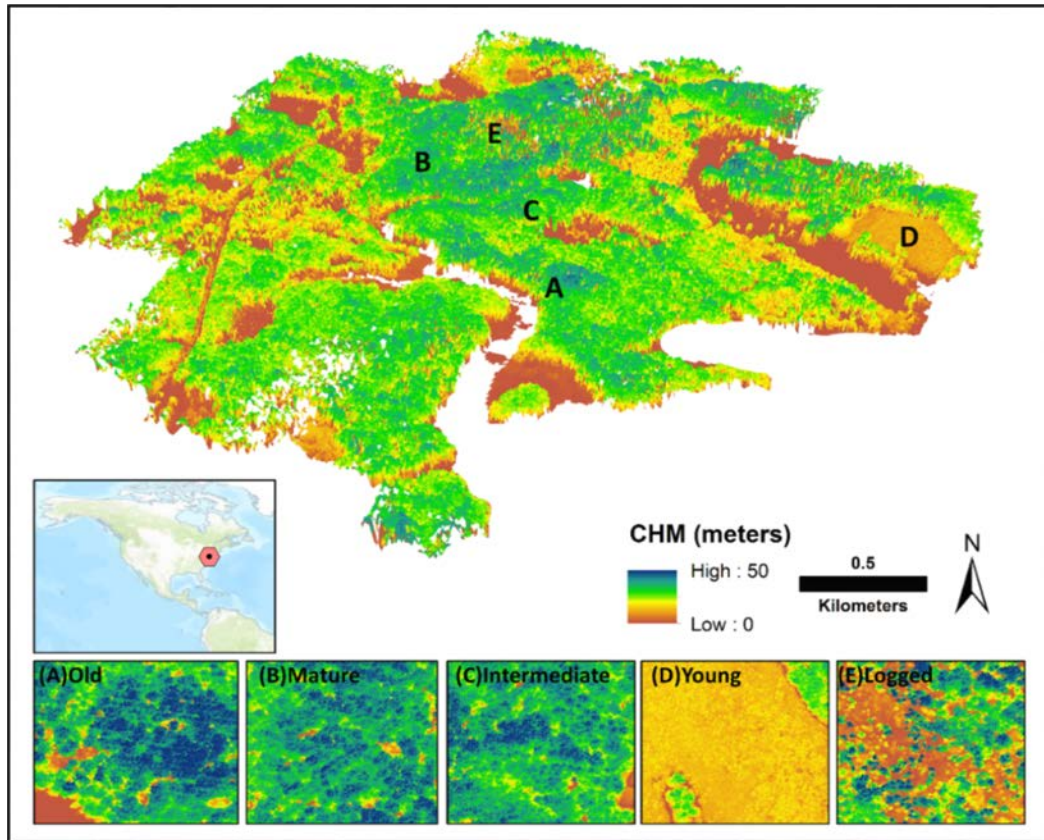 E
B
C
D
A
CHM (meters)
High : 50
Low : 0
0.5
Kilometers
N
(A)Old
(B)Mature
(C)Intermediate
(D)Young
(E)Logged